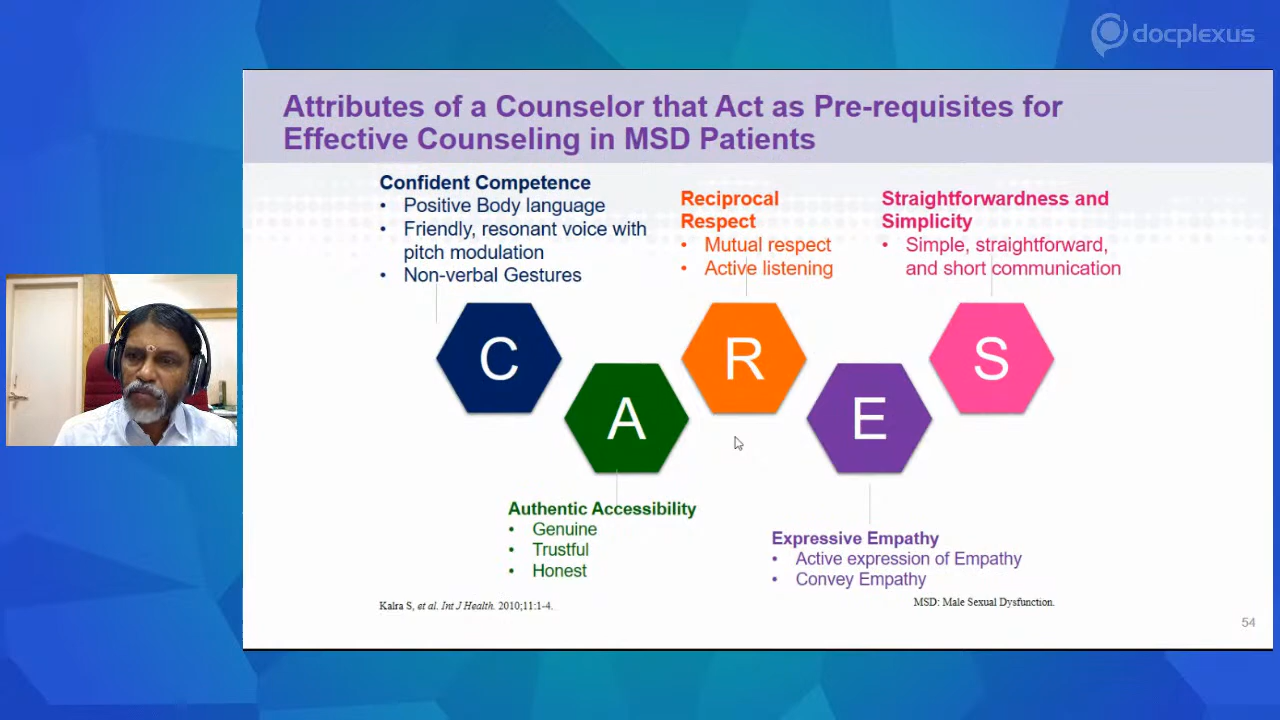 docplexus
Attributes of a Counselor that Act as Pre-requisites for
Effective Counseling in MSD Patients
Confident Competence
• Positive Body language
• Friendly, resonant voice with
pitch modulation
• Non-verbal Gestures
Reciprocal
Respect
• Mutual respect
• Active listening
Straightforwardness and
Simplicity
• Simple, straightforward,
and short communication
C
A
R
E
S
Authentic Accessibility
• Genuine
• Trustful
• Honest
Expressive Empathy
• Active expression of Empathy
• Convey Empathy
Kalra S, et al. Int J Health. 2010;11:1-4.
MSD: Male Sexual Dysfunction.
54